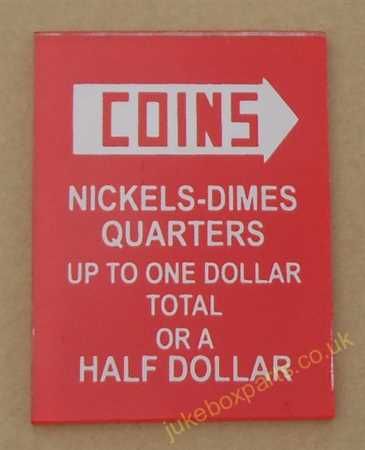 COINS
NICKELS-DIMES
QUARTERS
UP TO ONE DOLLAR
TOTAL
OR A
HALF DOLLAR
jukeboxparts.co.uk